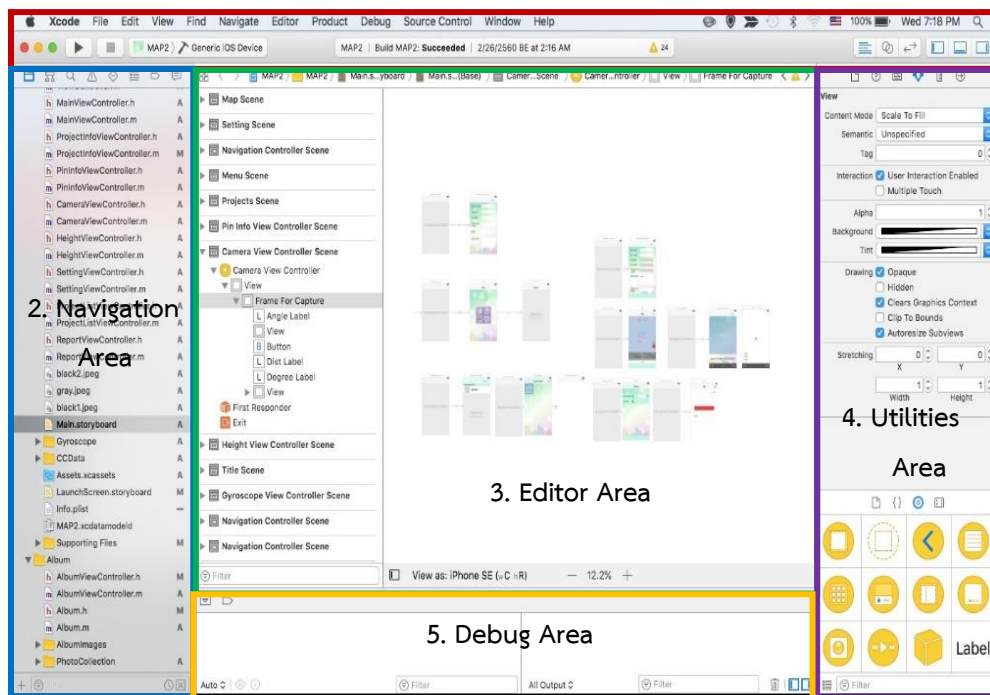 Xcode File Edit View Find Navigate Editor Product Debug Source Control Window Help 100% Wed 7:18 PM
MAP2 Generic iOS Device MAP2 | Build MAP2: Succeeded | 2/26/2560 BE at 2:16 AM 24
MAP2 MAP2 Main.s...yboard Main.s...(Base) Camer...Scene Camer...ntroller View Frame For Capture
MainViewController.h A
MainViewController.m A
ProjectInfoViewController.h A
ProjectInfoViewController.m M
PinInfoViewController.h A
PinInfoViewController.m A
CameraViewController.h A
CameraViewController.m A
HeightViewController.h A
HeightViewController.m A
SettingViewController.h A
SettingViewController.m A
2. Navigation
ProjectListViewController.m A
ReportViewController.h A
Area
black2.jpeg A
gray.jpeg A
black1.jpeg A
Main.storyboard A
Gyroscope A
CCData A
Assets.xcassets A
LaunchScreen.storyboard M
Info.plist —
MAP2.xcdatamodeld
Supporting Files M
Album
AlbumViewController.h M
AlbumViewController.m A
Album.h M
Album.m A
AlbumImages
PhotoCollection A
Map Scene
Setting Scene
Navigation Controller Scene
Menu Scene
Projects Scene
Pin Info View Controller Scene
Camera View Controller Scene
Camera View Controller
View
Frame For Capture
L Angle Label
View
B Button
L Dist Label
L Degree Label
View
First Responder
Exit
Height View Controller Scene
Title Scene
Gyroscope View Controller Scene
Navigation Controller Scene
Navigation Controller Scene
Filter
3. Editor Area
View as: iPhone SE (wC hR) — 12.2% +
5. Debug Area
Auto Filter All Output Filter
View
Content Mode Scale To Fill
Semantic Unspecified
Tag 0
Interaction User Interaction Enabled
Multiple Touch
Alpha 1
Background
Tint
Drawing Opaque
Hidden
Clears Graphics Context
Clip To Bounds
Autoresize Subviews
Stretching 0 0
X Y
1 1
Width Height
4. Utilities
Area
Label
Filter